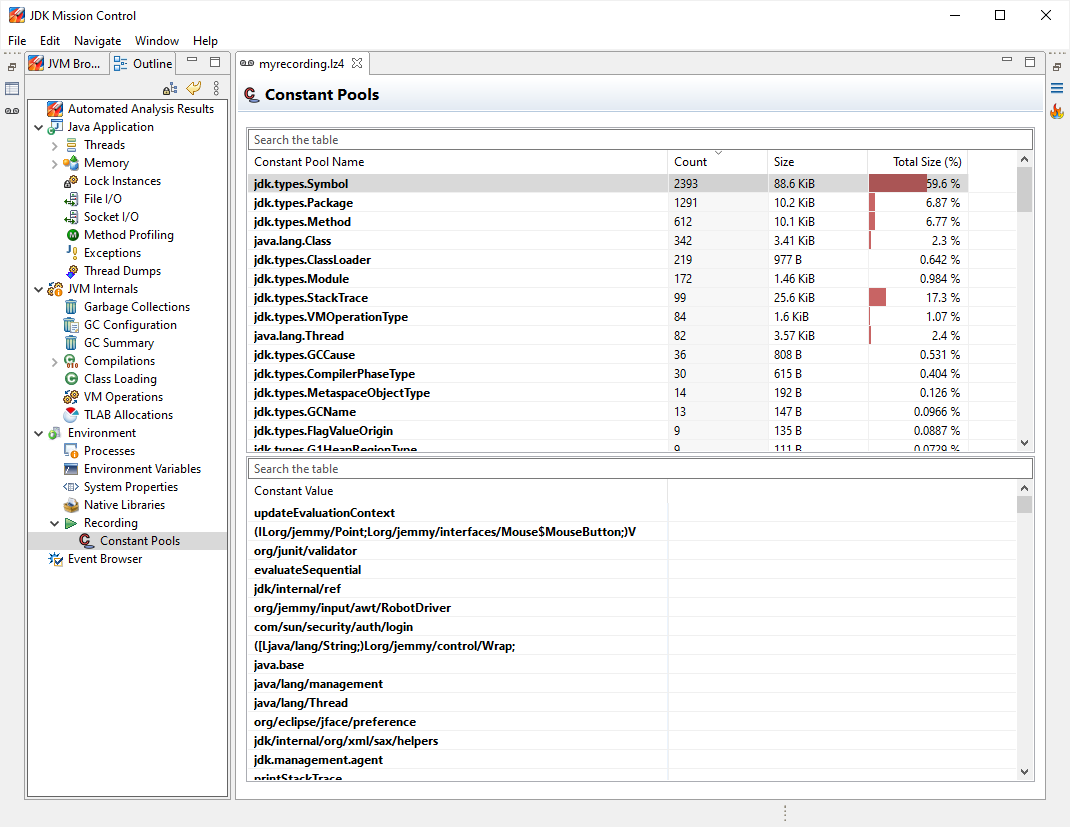 JDK Mission Control
File Edit Navigate Window Help
JVM Bro... Outline
Automated Analysis Results
Java Application
Threads
Memory
Lock Instances
File I/O
Socket I/O
Method Profiling
Exceptions
Thread Dumps
JVM Internals
Garbage Collections
GC Configuration
GC Summary
Compilations
Class Loading
VM Operations
TLAB Allocations
Environment
Processes
Environment Variables
System Properties
Native Libraries
Recording
Constant Pools
Event Browser
myrecording.lz4
Constant Pools
Search the table
Constant Pool Name Count Size Total Size (%)
jdk.types.Symbol 2393 88.6 KiB 59.6 %
jdk.types.Package 1291 10.2 KiB 6.87 %
jdk.types.Method 612 10.1 KiB 6.77 %
java.lang.Class 342 3.41 KiB 2.3 %
jdk.types.ClassLoader 219 977 B 0.642 %
jdk.types.Module 172 1.46 KiB 0.984 %
jdk.types.StackTrace 99 25.6 KiB 17.3 %
jdk.types.VMOperationType 84 1.6 KiB 1.07 %
java.lang.Thread 82 3.57 KiB 2.4 %
jdk.types.GCCause 36 808 B 0.531 %
jdk.types.CompilerPhaseType 30 615 B 0.404 %
jdk.types.MetaspaceObjectType 14 192 B 0.126 %
jdk.types.GCName 13 147 B 0.0966 %
jdk.types.FlagValueOrigin 9 135 B 0.0887 %
jdk.types.G1HeapRegionType 9 111 B 0.0729 %
Search the table
Constant Value
updateEvaluationContext
(ILorg/jemmy/Point;Lorg/jemmy/interfaces/Mouse$MouseButton;)V
org/junit/validator
evaluateSequential
jdk/internal/ref
org/jemmy/input/awt/RobotDriver
com/sun/security/auth/login
([Ljava/lang/String;)Lorg/jemmy/control/Wrap;
java.base
java/lang/management
java/lang/Thread
org/eclipse/jface/preference
jdk/internal/org/xml/sax/helpers
jdk.management.agent
printStackTrace